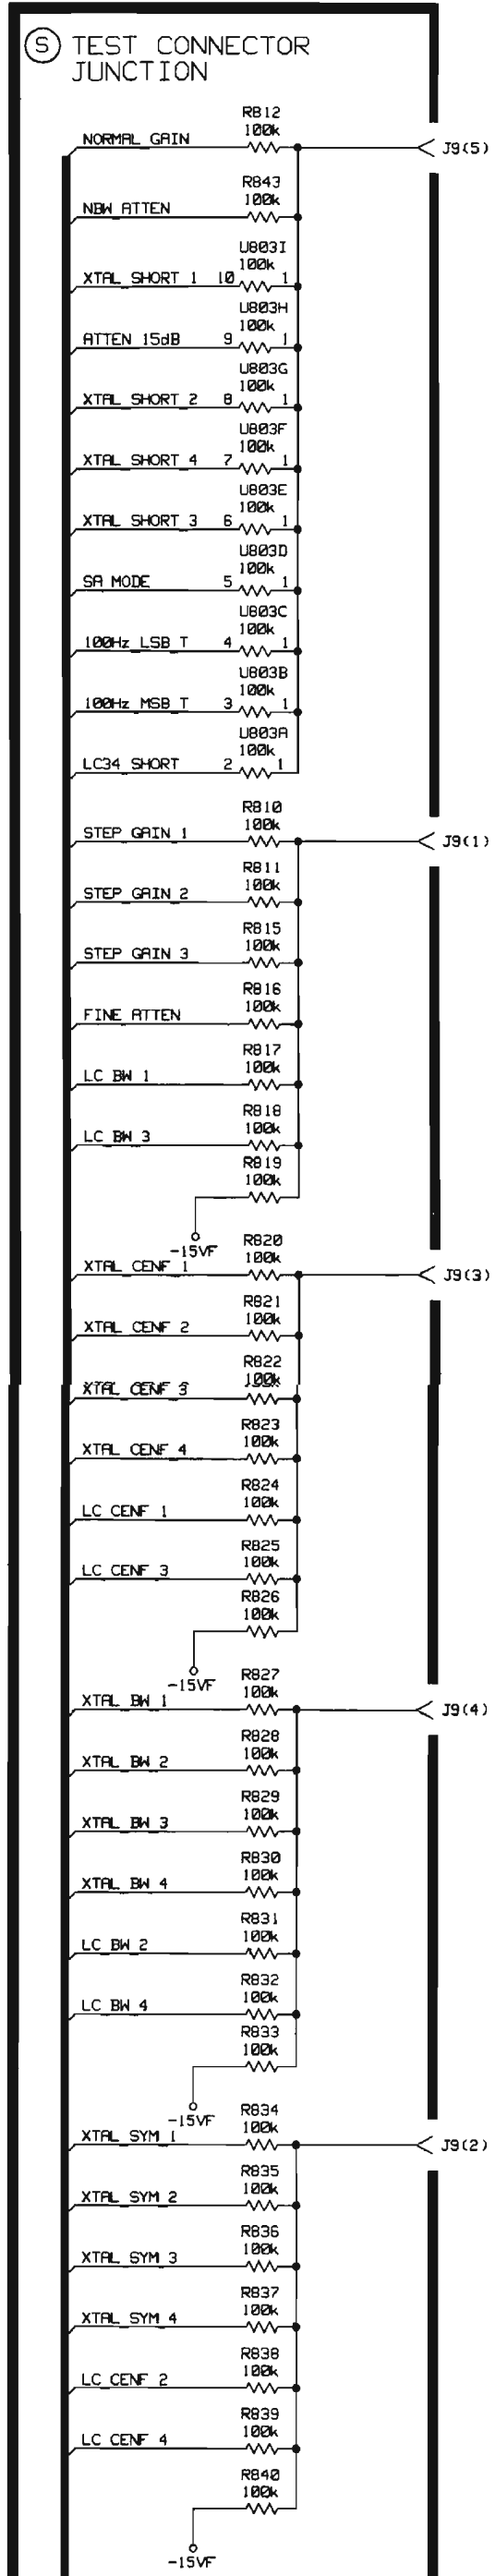 S TEST CONNECTOR
JUNCTION
R812
100k
NORMAL GAIN
J9(5)
R843
100k
NBW ATTEN
U803I
100k
XTAL SHORT 1 10 1
U803H
100k
ATTEN 15dB 9 1
U803G
100k
XTAL SHORT 2 8 1
U803F
100k
XTAL SHORT 4 7 1
U803E
100k
XTAL SHORT 3 6 1
U803D
100k
SA MODE 5 1
U803C
100k
100Hz LSB T 4 1
U803B
100k
100Hz MSB T 3 1
U803A
100k
LC34 SHORT 2 1
R810
100k
STEP GAIN 1
J9(1)
R811
100k
STEP GAIN 2
R815
100k
STEP GAIN 3
R816
100k
FINE ATTEN
R817
100k
LC BW 1
R818
100k
LC BW 3
R819
100k
-15VF
R820
100k
XTAL CENF 1
J9(3)
R821
100k
XTAL CENF 2
R822
100k
XTAL CENF 3
R823
100k
XTAL CENF 4
R824
100k
LC CENF 1
R825
100k
LC CENF 3
R826
100k
-15VF
R827
100k
XTAL BW 1
J9(4)
R828
100k
XTAL BW 2
R829
100k
XTAL BW 3
R830
100k
XTAL BW 4
R831
100k
LC BW 2
R832
100k
LC BW 4
R833
100k
-15VF
R834
100k
XTAL SYM 1
J9(2)
R835
100k
XTAL SYM 2
R836
100k
XTAL SYM 3
R837
100k
XTAL SYM 4
R838
100k
LC CENF 2
R839
100k
LC CENF 4
R840
100k
-15VF